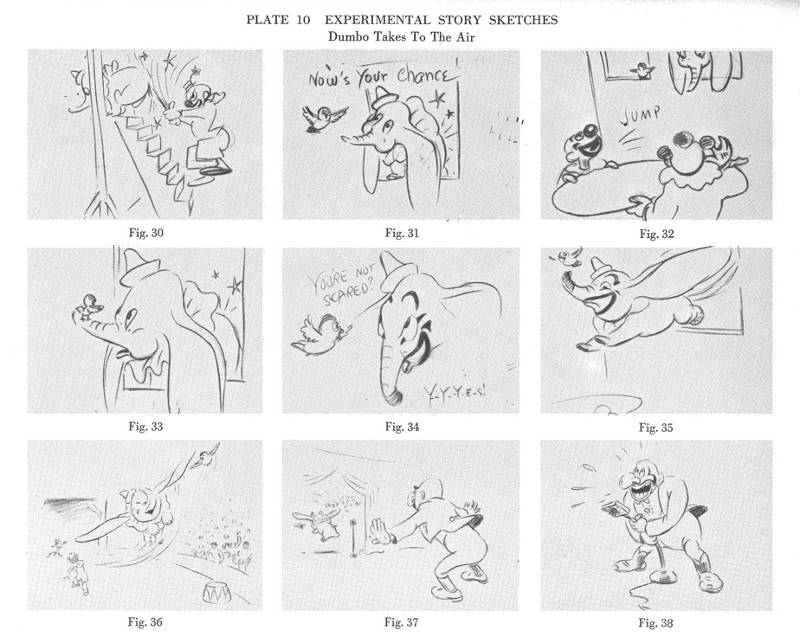 PLATE 10 EXPERIMENTAL STORY SKETCHES
Dumbo Takes To The Air
Fig. 30
Now's Your Chance!
Fig. 31
JUMP
Fig. 32
Fig. 33
YOU'RE NOT
SCARED?
Y-Y-Y-E-S!
Fig. 34
Fig. 35
Fig. 36
Fig. 37
Fig. 38